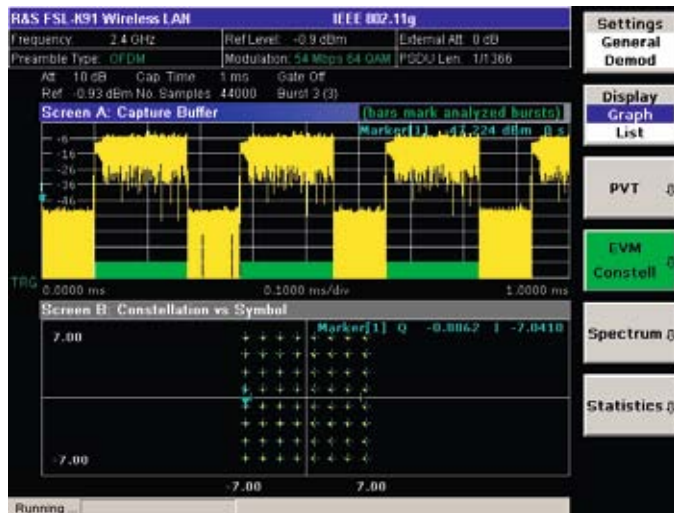 R&S FSL-K91 Wireless LAN IEEE 802.11g
Frequency: 2.4 GHz Ref Level: -0.9 dBm External Att: 0 dB
Preamble Type: OFDM Modulation: 54 Mbps 64 QAM PSDU Len: 1/1366
Att 10 dB Cap Time 1 ms Gate Off
Ref -0.93 dBm No. Samples 44000 Burst 3 (3)
Screen A: Capture Buffer (bars mark analyzed bursts)
Marker[1] -47.224 dBm 0 s
-6
-16
-26
-36
-46
TRG
0.0000 ms 0.1000 ms/div 1.0000 ms
Screen B: Constellation vs Symbol
Marker[1] Q -0.8862 I -7.0410
7.00
-7.00
-7.00 7.00
Running ...
Settings
General
Demod
Display
Graph
List
PVT
EVM
Constell
Spectrum
Statistics